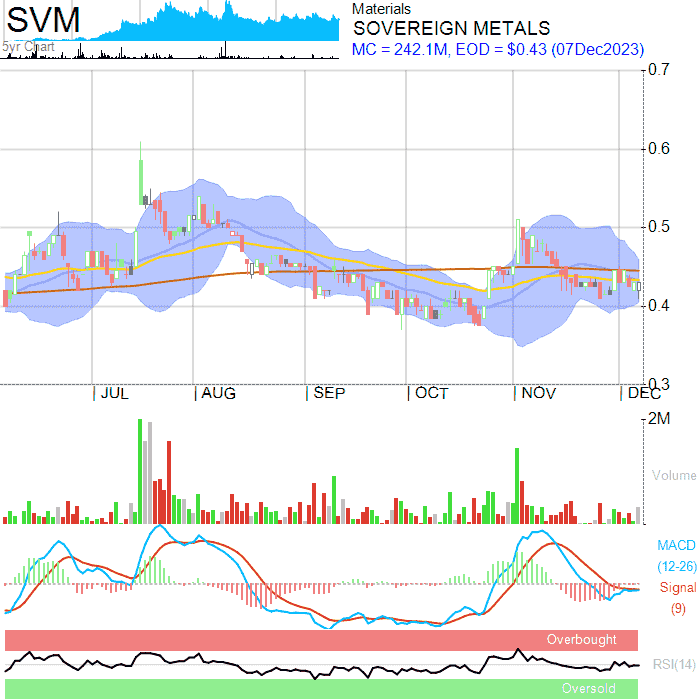 SVM
5yr Chart
Materials
SOVEREIGN METALS
MC = 242.1M, EOD = $0.43 (07Dec2023)
0.7
0.6
0.5
0.4
0.3
JUL AUG SEP OCT NOV DEC
2M
Volume
MACD
(12-26)
Signal
(9)
Overbought
RSI(14)
Oversold